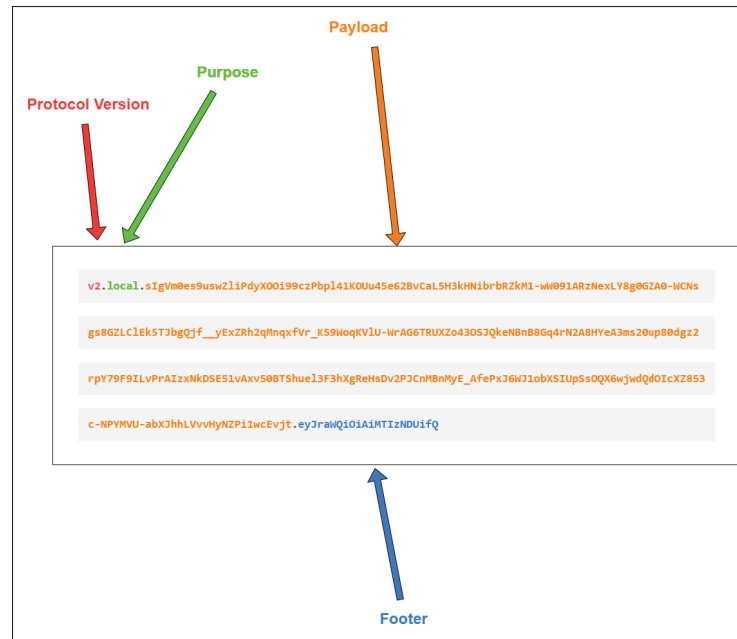 Payload
Purpose
Protocol Version
v2.local.sIgVm0es9uswZliPdyXOOi99czPbpl41KOUu45e62BvCaL5H3kHNibrbRZkM1-wW091ARzNexLY8g0GZA0-WCNs
gs8GZLClEk5TJbgQjf__yExZRh2qMnqxfVr_KS9WoqKVlU-WrAG6TRUXZo43OSJQkeNBnB8Gq4rN2A8HYeA3ms20up80dgz2
rpY79F9ILvPrAIzxNkDSE51vAxv50BTShuel3F3hXgReHsDv2PJCnMBnMyE_AfePxJ6WJ1obXSIUpSsOQX6wjwdQdOIcXZ853
c-NPYMVU-abXJhhLVvvHyNZPi1wcEvjt.eyJraWQiOiAiMTIzNDUifQ
Footer